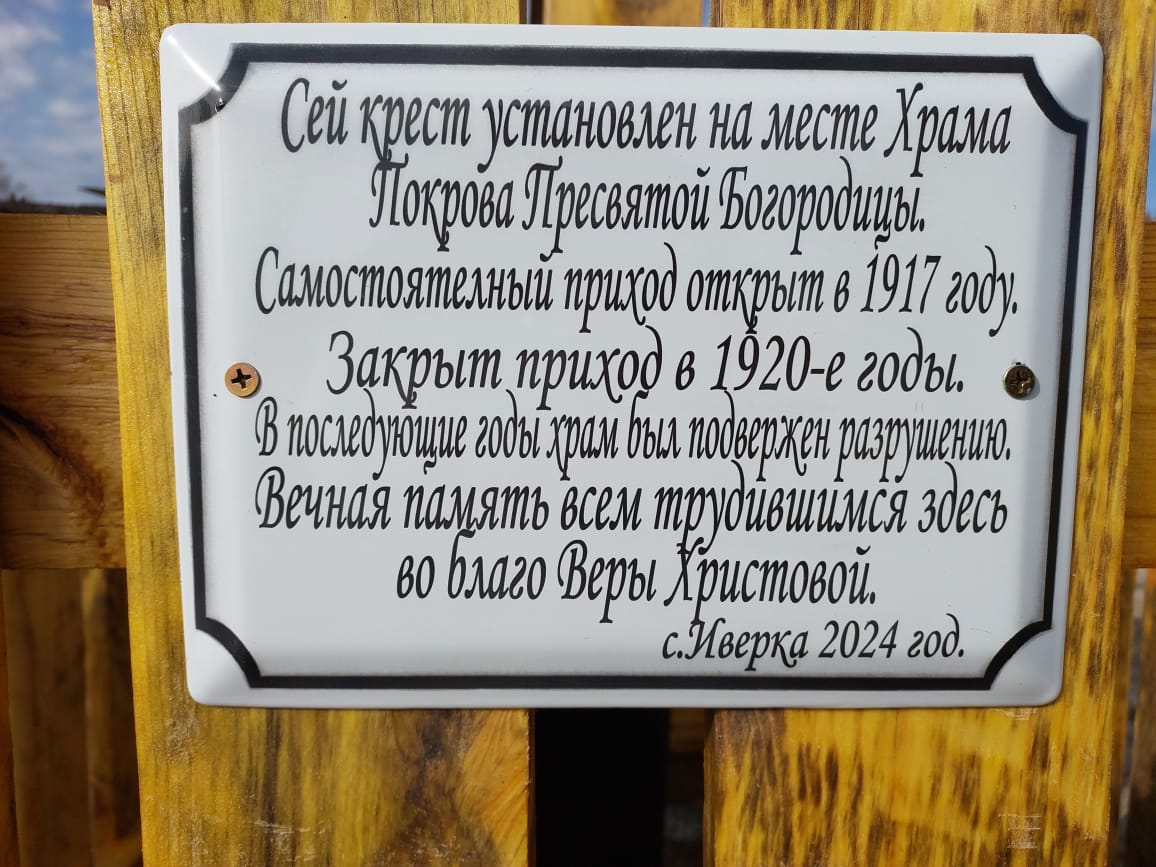 Сей крест установлен на месте Храма
Покрова Пресвятой Богородицы.
Самостоятелный приход открыт в 1917 году.
Закрыт приход в 1920-е годы.
В последующие годы храм был подвержен разрушению.
Вечная память всем трудившимся здесь
во благо Веры Христовой.
с.Иверка 2024 год.